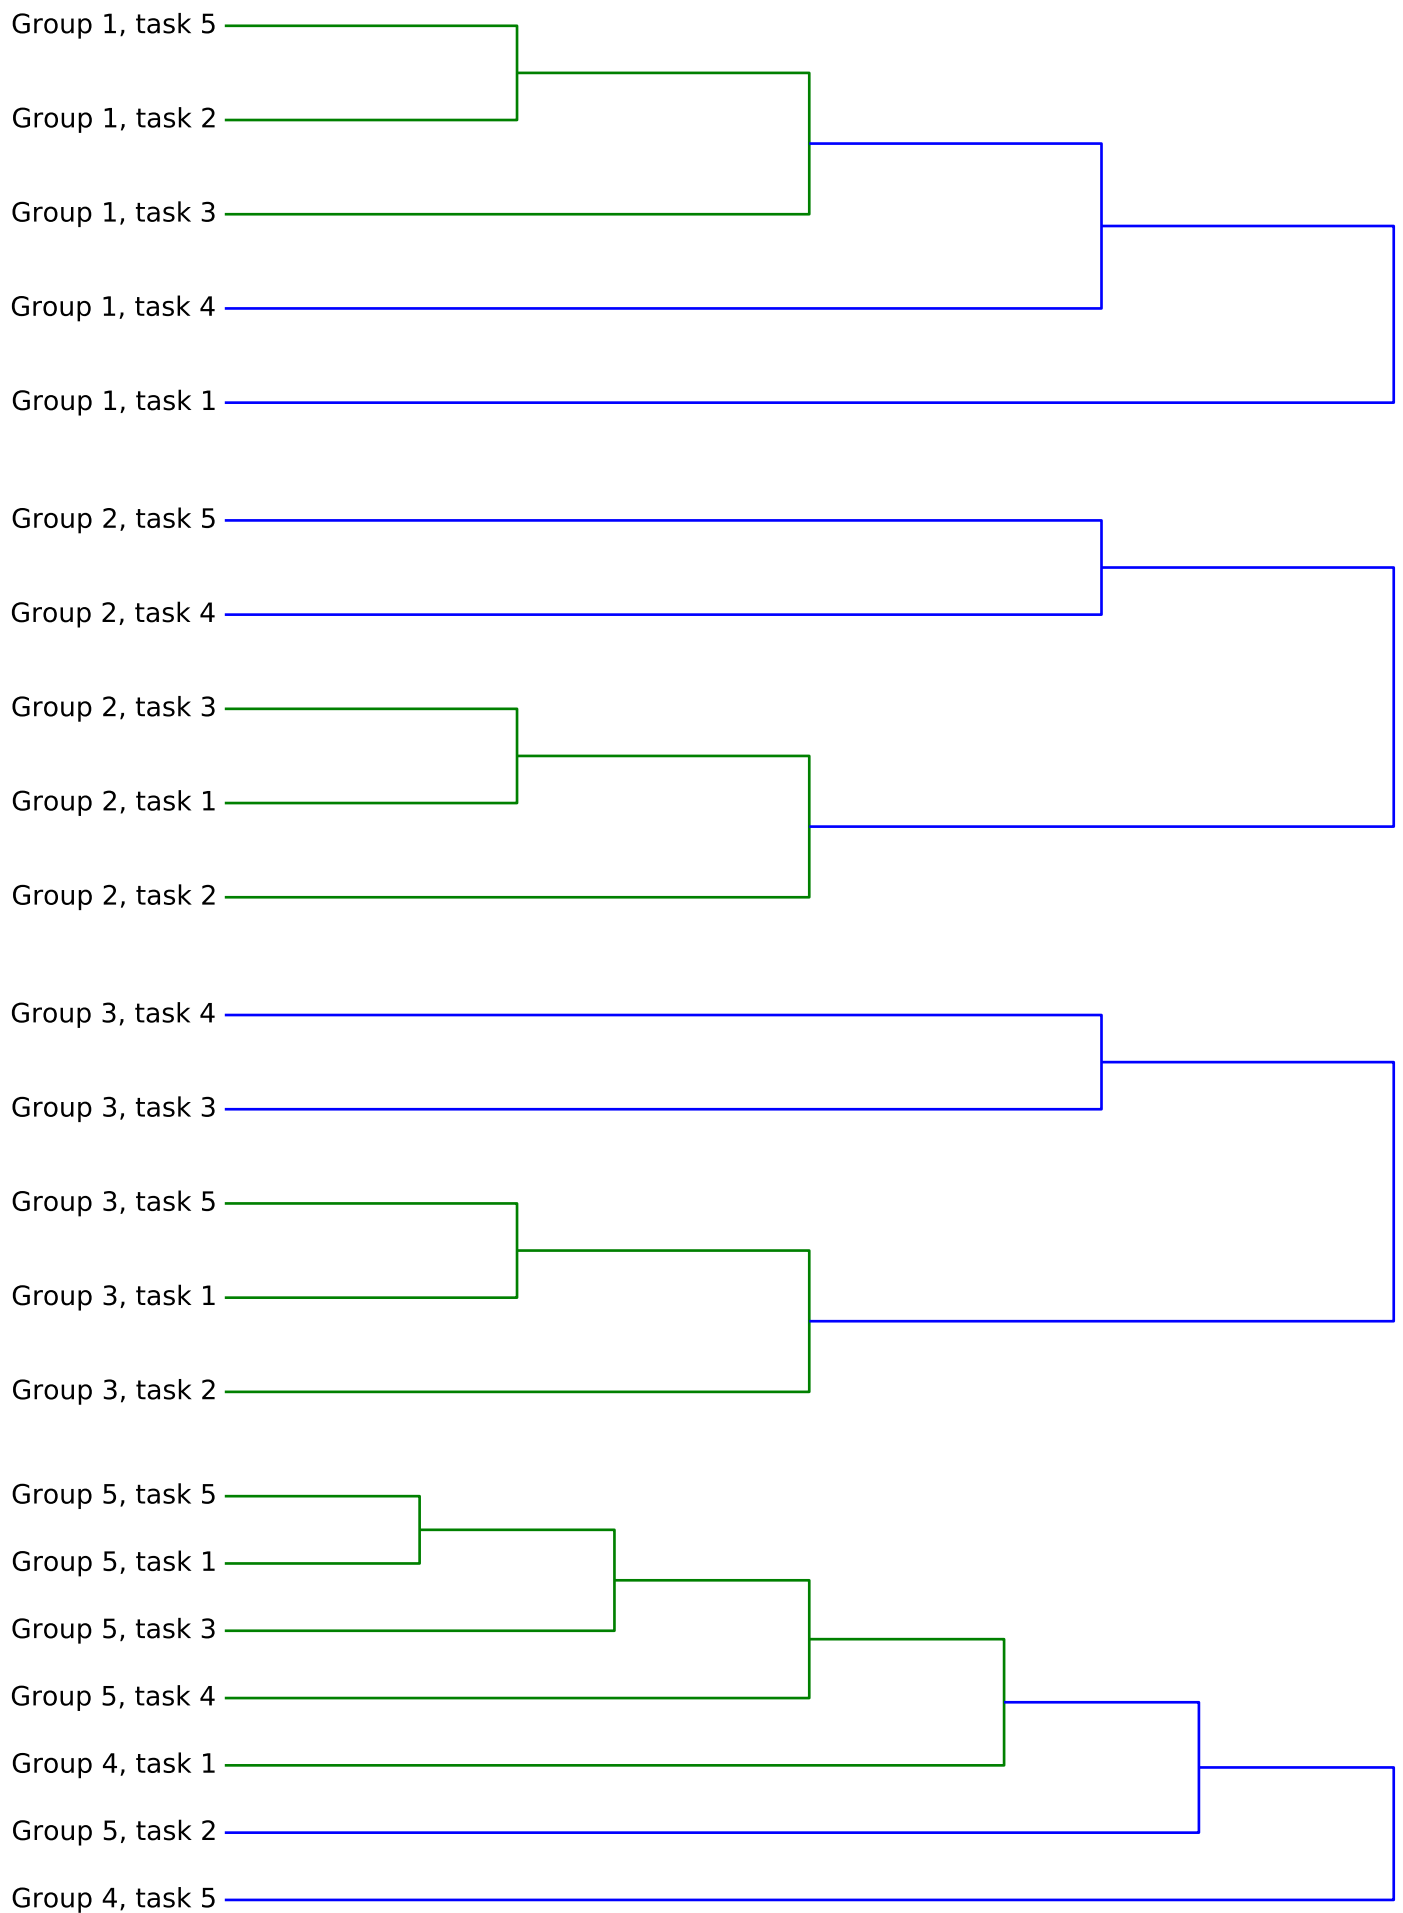 Group 1, task 5
Group 1, task 2
Group 1, task 3
Group 1, task 4
Group 1, task 1
Group 2, task 5
Group 2, task 4
Group 2, task 3
Group 2, task 1
Group 2, task 2
Group 3, task 4
Group 3, task 3
Group 3, task 5
Group 3, task 1
Group 3, task 2
Group 5, task 5
Group 5, task 1
Group 5, task 3
Group 5, task 4
Group 4, task 1
Group 5, task 2
Group 4, task 5